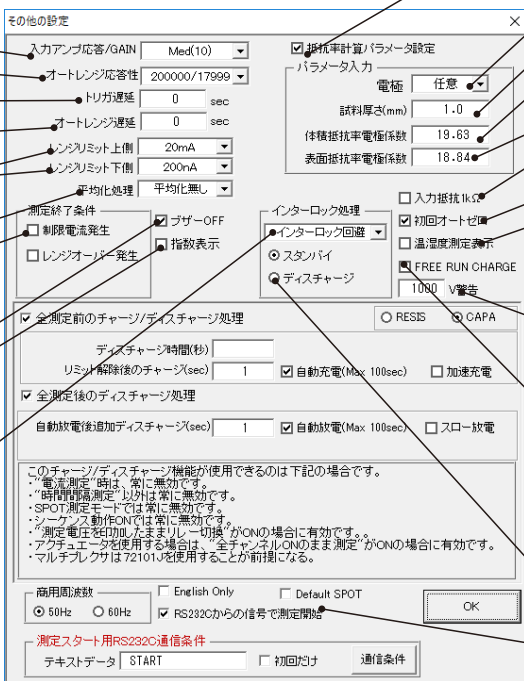 その他の設定
入力アンプ応答/GAIN Med(10)
オートレンジ応答性 200000/17999
トリガ遅延 0 sec
オートレンジ遅延 0 sec
レンジリミット上側 20mA
レンジリミット下側 200nA
平均化処理 平均化無し
抵抗率計算パラメータ設定
パラメータ入力
電極 任意
試料厚さ(mm) 1.0
体積抵抗率電極係数 19.63
表面抵抗率電極係数 18.84
測定終了条件
制限電流発生
レンジオーバー発生
ブザーOFF
指数表示
インターロック処理
インターロック回避
スタンバイ
ディスチャージ
入力抵抗1kΩ
初回オートゼロ
温湿度測定表示
FREE RUN CHARGE
1000 V警告
全測定前のチャージ/ディスチャージ処理 RESIS CAPA
ディスチャージ時間(秒)
リミット解除後のチャージ(sec) 1 自動充電(Max 100sec) 加速充電
全測定後のディスチャージ処理
自動放電後追加ディスチャージ(sec) 1 自動放電(Max 100sec) スロー放電
このチャージ/ディスチャージ機能が使用できるのは下記の場合です。
・"電流測定"時は、常に無効です。
・"時間間隔測定"以外は常に無効です。
・SPOT測定モードでは常に無効です。
・シーケンス動作ONでは常に無効です。
・"測定電圧を印加したままリレー切換"がONの場合に有効です。。
・アクチュエータを使用する場合は、"全チャンネルONのまま測定"がONの場合に有効です。
・マルチプレクサは72101Jを使用することが前提になる。
商用周波数
50Hz 60Hz
English Only Default SPOT
RS232Cからの信号で測定開始
OK
測定スタート用RS232C通信条件
テキストデータ START 初回だけ 通信条件